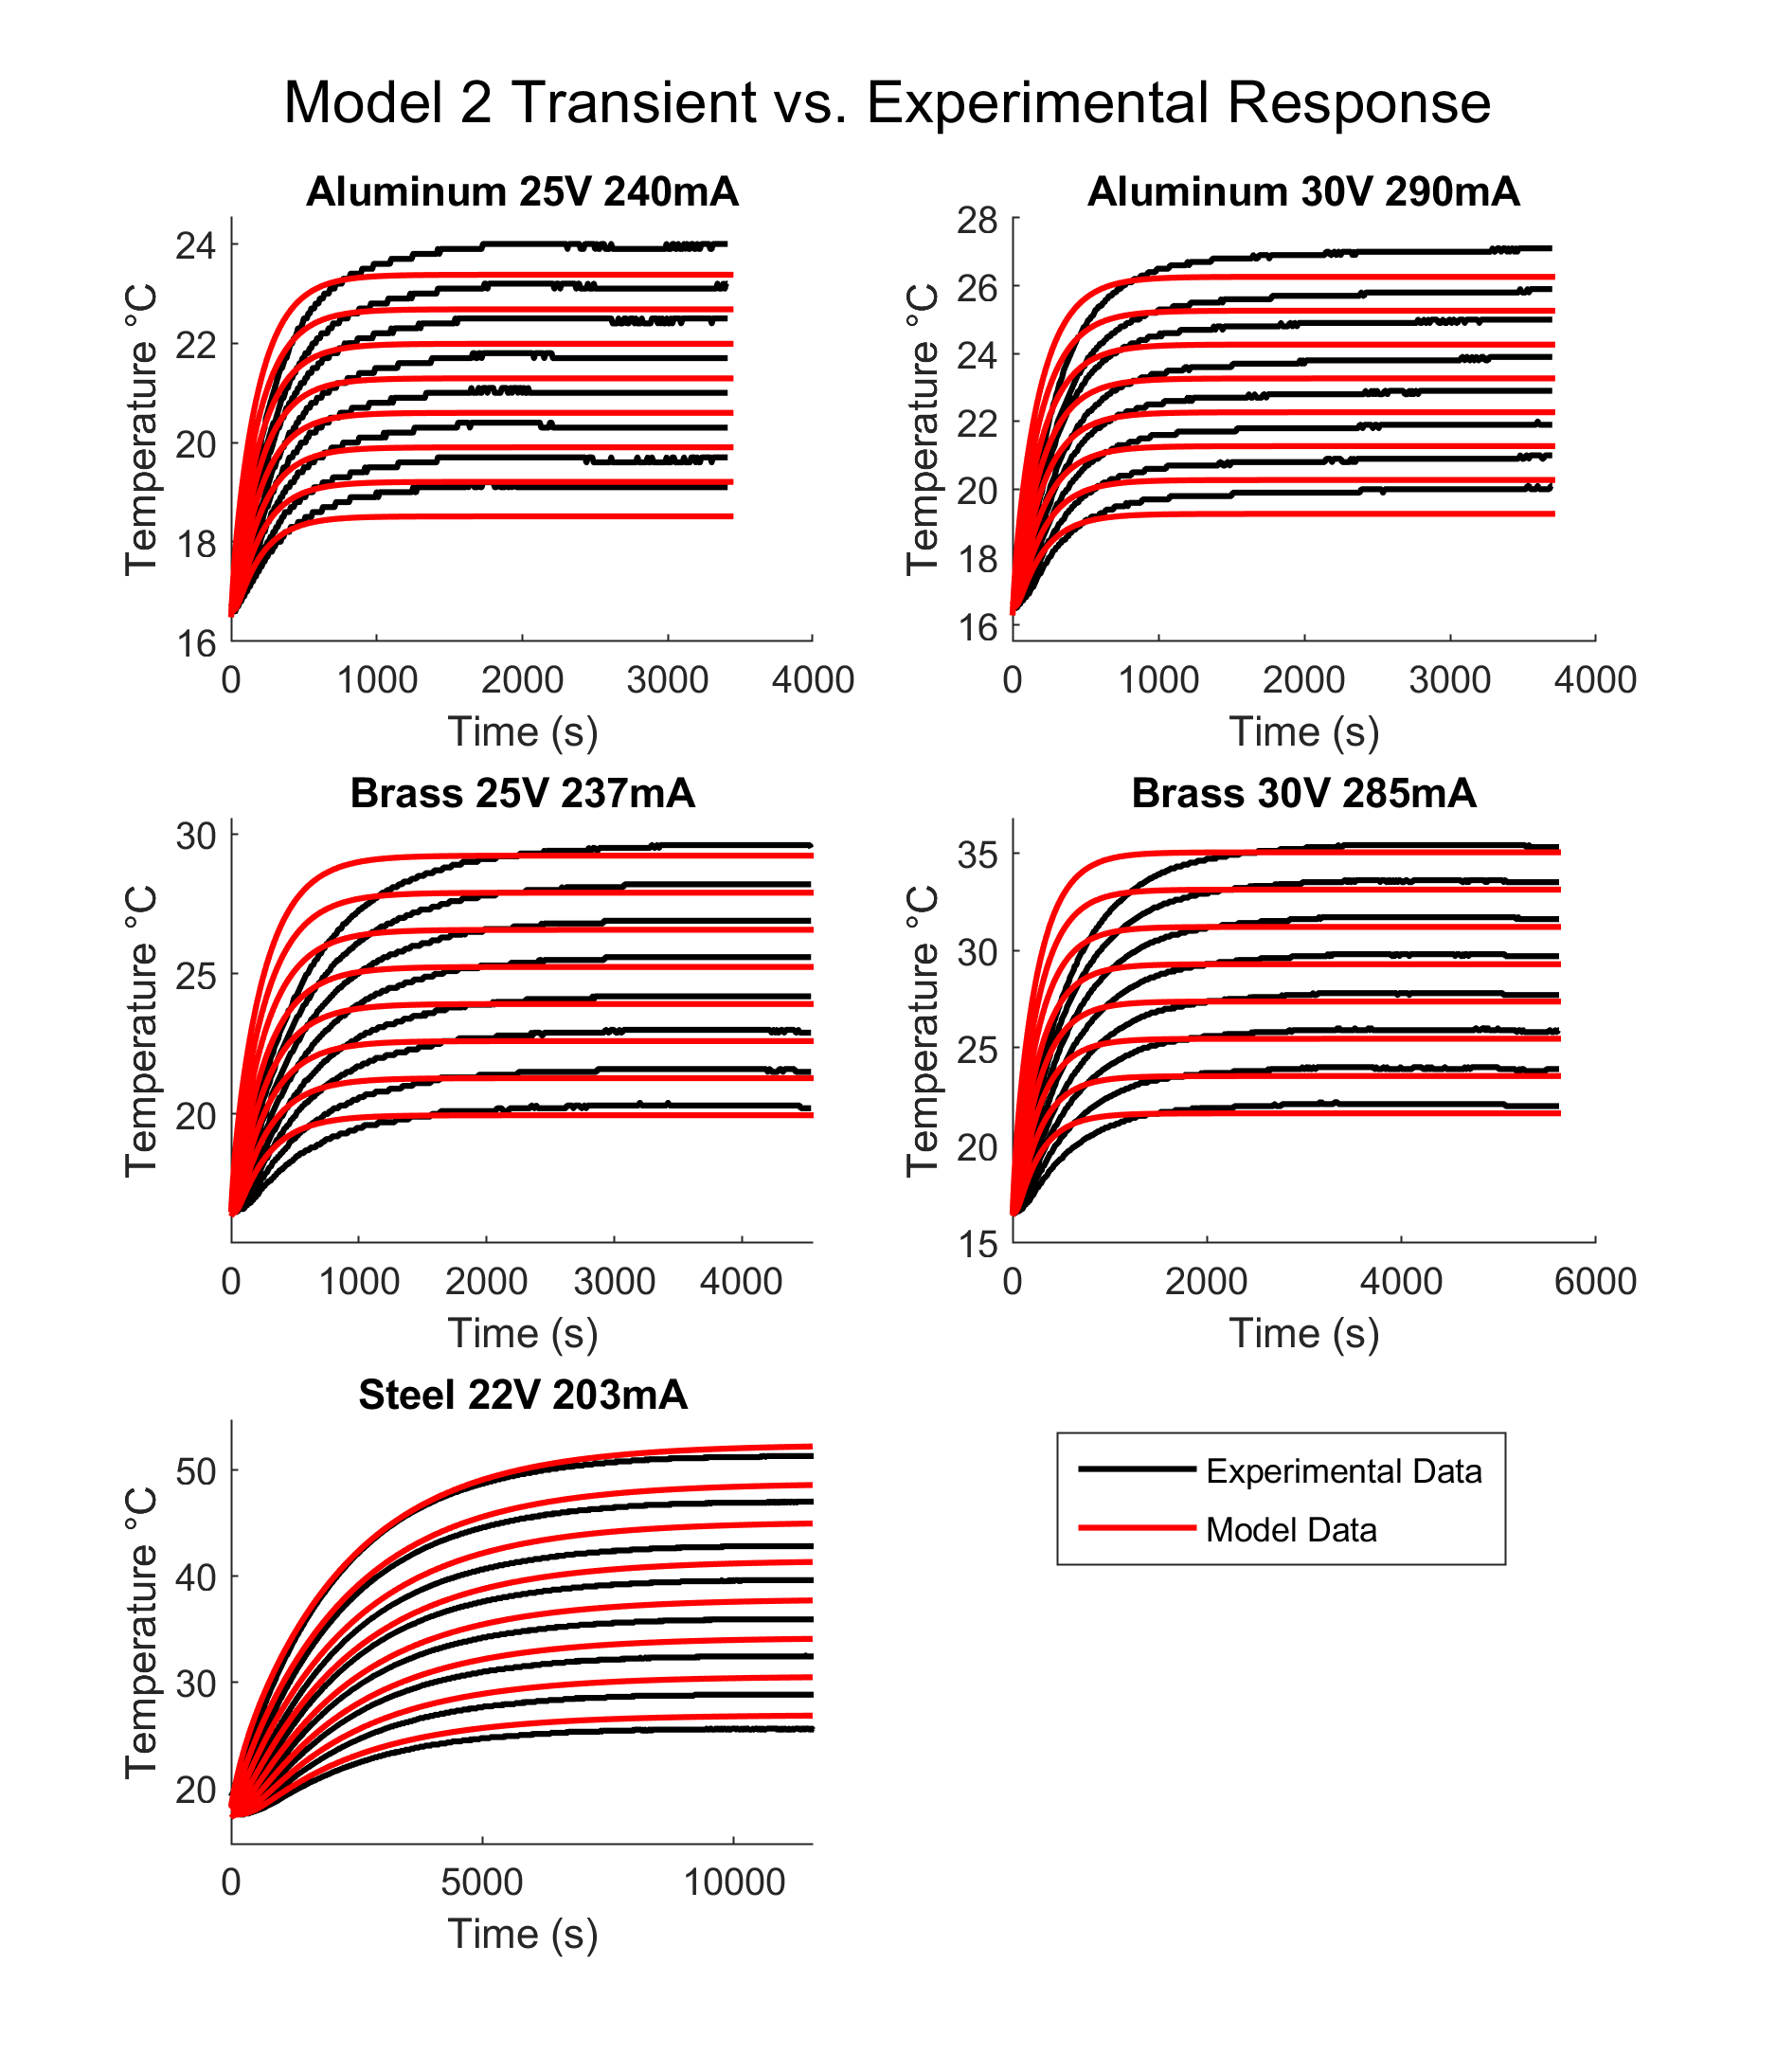 Model 2 Transient vs. Experimental Response
Aluminum 25V 240mA
Temperature °C
24
22
20
18
16
0 1000 2000 3000 4000
Time (s)
Aluminum 30V 290mA
Temperature °C
28
26
24
22
20
18
16
0 1000 2000 3000 4000
Time (s)
Brass 25V 237mA
Temperature °C
30
25
20
0 1000 2000 3000 4000
Time (s)
Brass 30V 285mA
Temperature °C
35
30
25
20
15
0 2000 4000 6000
Time (s)
Steel 22V 203mA
Temperature °C
50
40
30
20
0 5000 10000
Time (s)
Experimental Data
Model Data